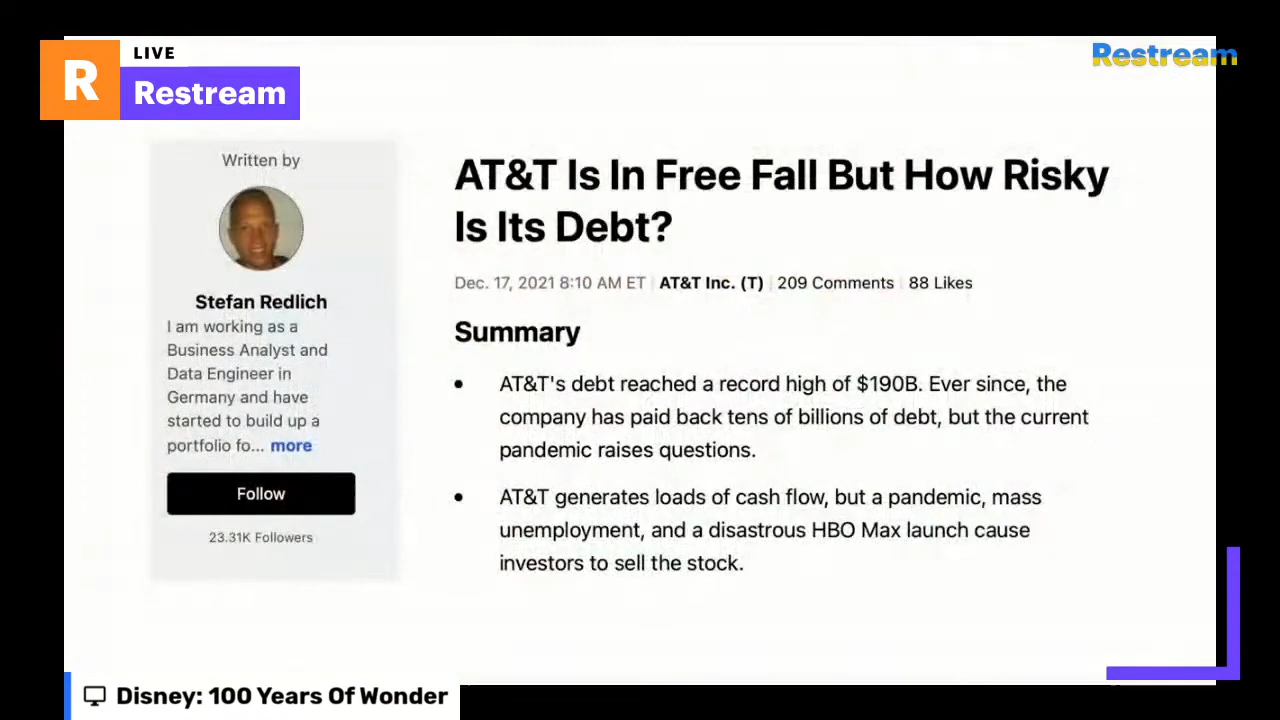 R
LIVE
Restream
Restream
Written by
Stefan Redlich
I am working as a
Business Analyst and
Data Engineer in
Germany and have
started to build up a
portfolio fo... more
Follow
23.31K Followers
AT&T Is In Free Fall But How Risky
Is Its Debt?
Dec. 17, 2021 8:10 AM ET | AT&T Inc. (T) | 209 Comments | 88 Likes
Summary
• AT&T's debt reached a record high of $190B. Ever since, the
company has paid back tens of billions of debt, but the current
pandemic raises questions.
• AT&T generates loads of cash flow, but a pandemic, mass
unemployment, and a disastrous HBO Max launch cause
investors to sell the stock.
Disney: 100 Years Of Wonder